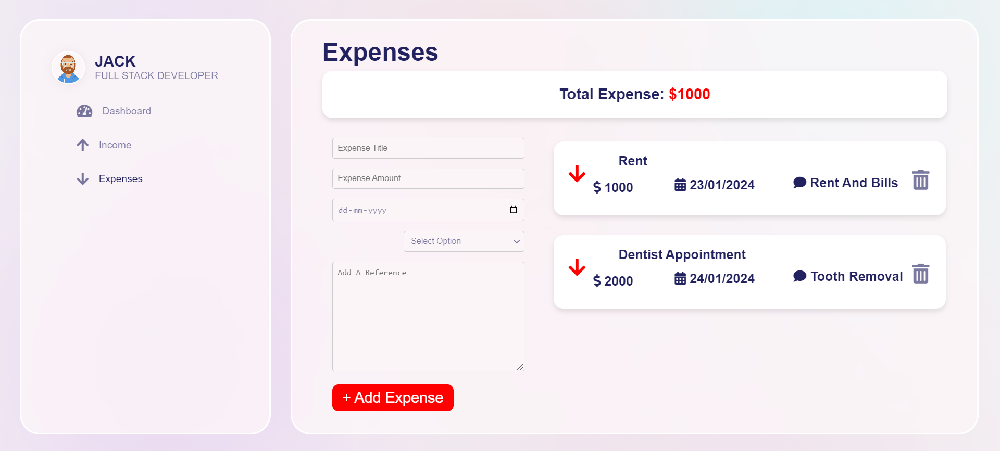 JACK
FULL STACK DEVELOPER
Dashboard
Income
Expenses
Expenses
Total Expense: $1000
Expense Title
Expense Amount
dd-mm-yyyy
Select Option
Add A Reference
+ Add Expense
Rent
$ 1000 23/01/2024 Rent And Bills
Dentist Appointment
$ 2000 24/01/2024 Tooth Removal